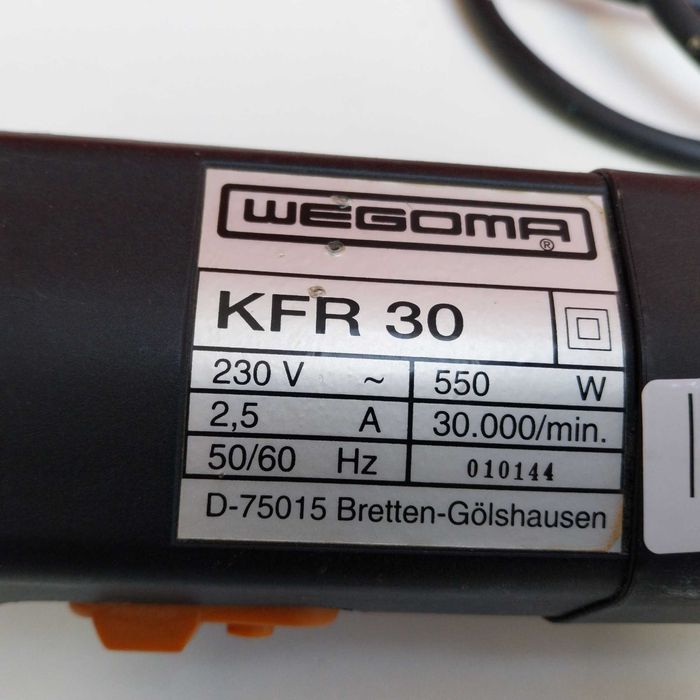 WEGOMA ®
KFR 30
230 V ~ 550 W
2,5 A 30.000/min.
50/60 Hz 010144
D-75015 Bretten-Gölshausen